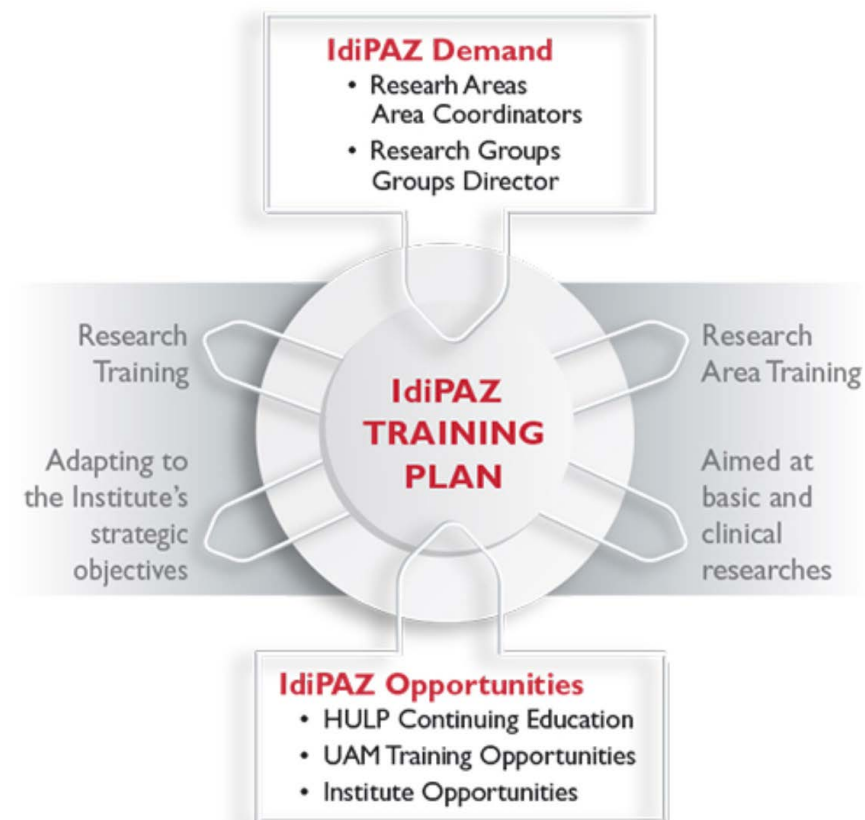 IdiPAZ Demand
• Researh Areas
Area Coordinators
• Research Groups
Groups Director
Research
Training
Adapting to
the Institute's
strategic
objectives
IdiPAZ
TRAINING
PLAN
Research
Area Training
Aimed at
basic and
clinical
researches
IdiPAZ Opportunities
• HULP Continuing Education
• UAM Training Opportunities
• Institute Opportunities